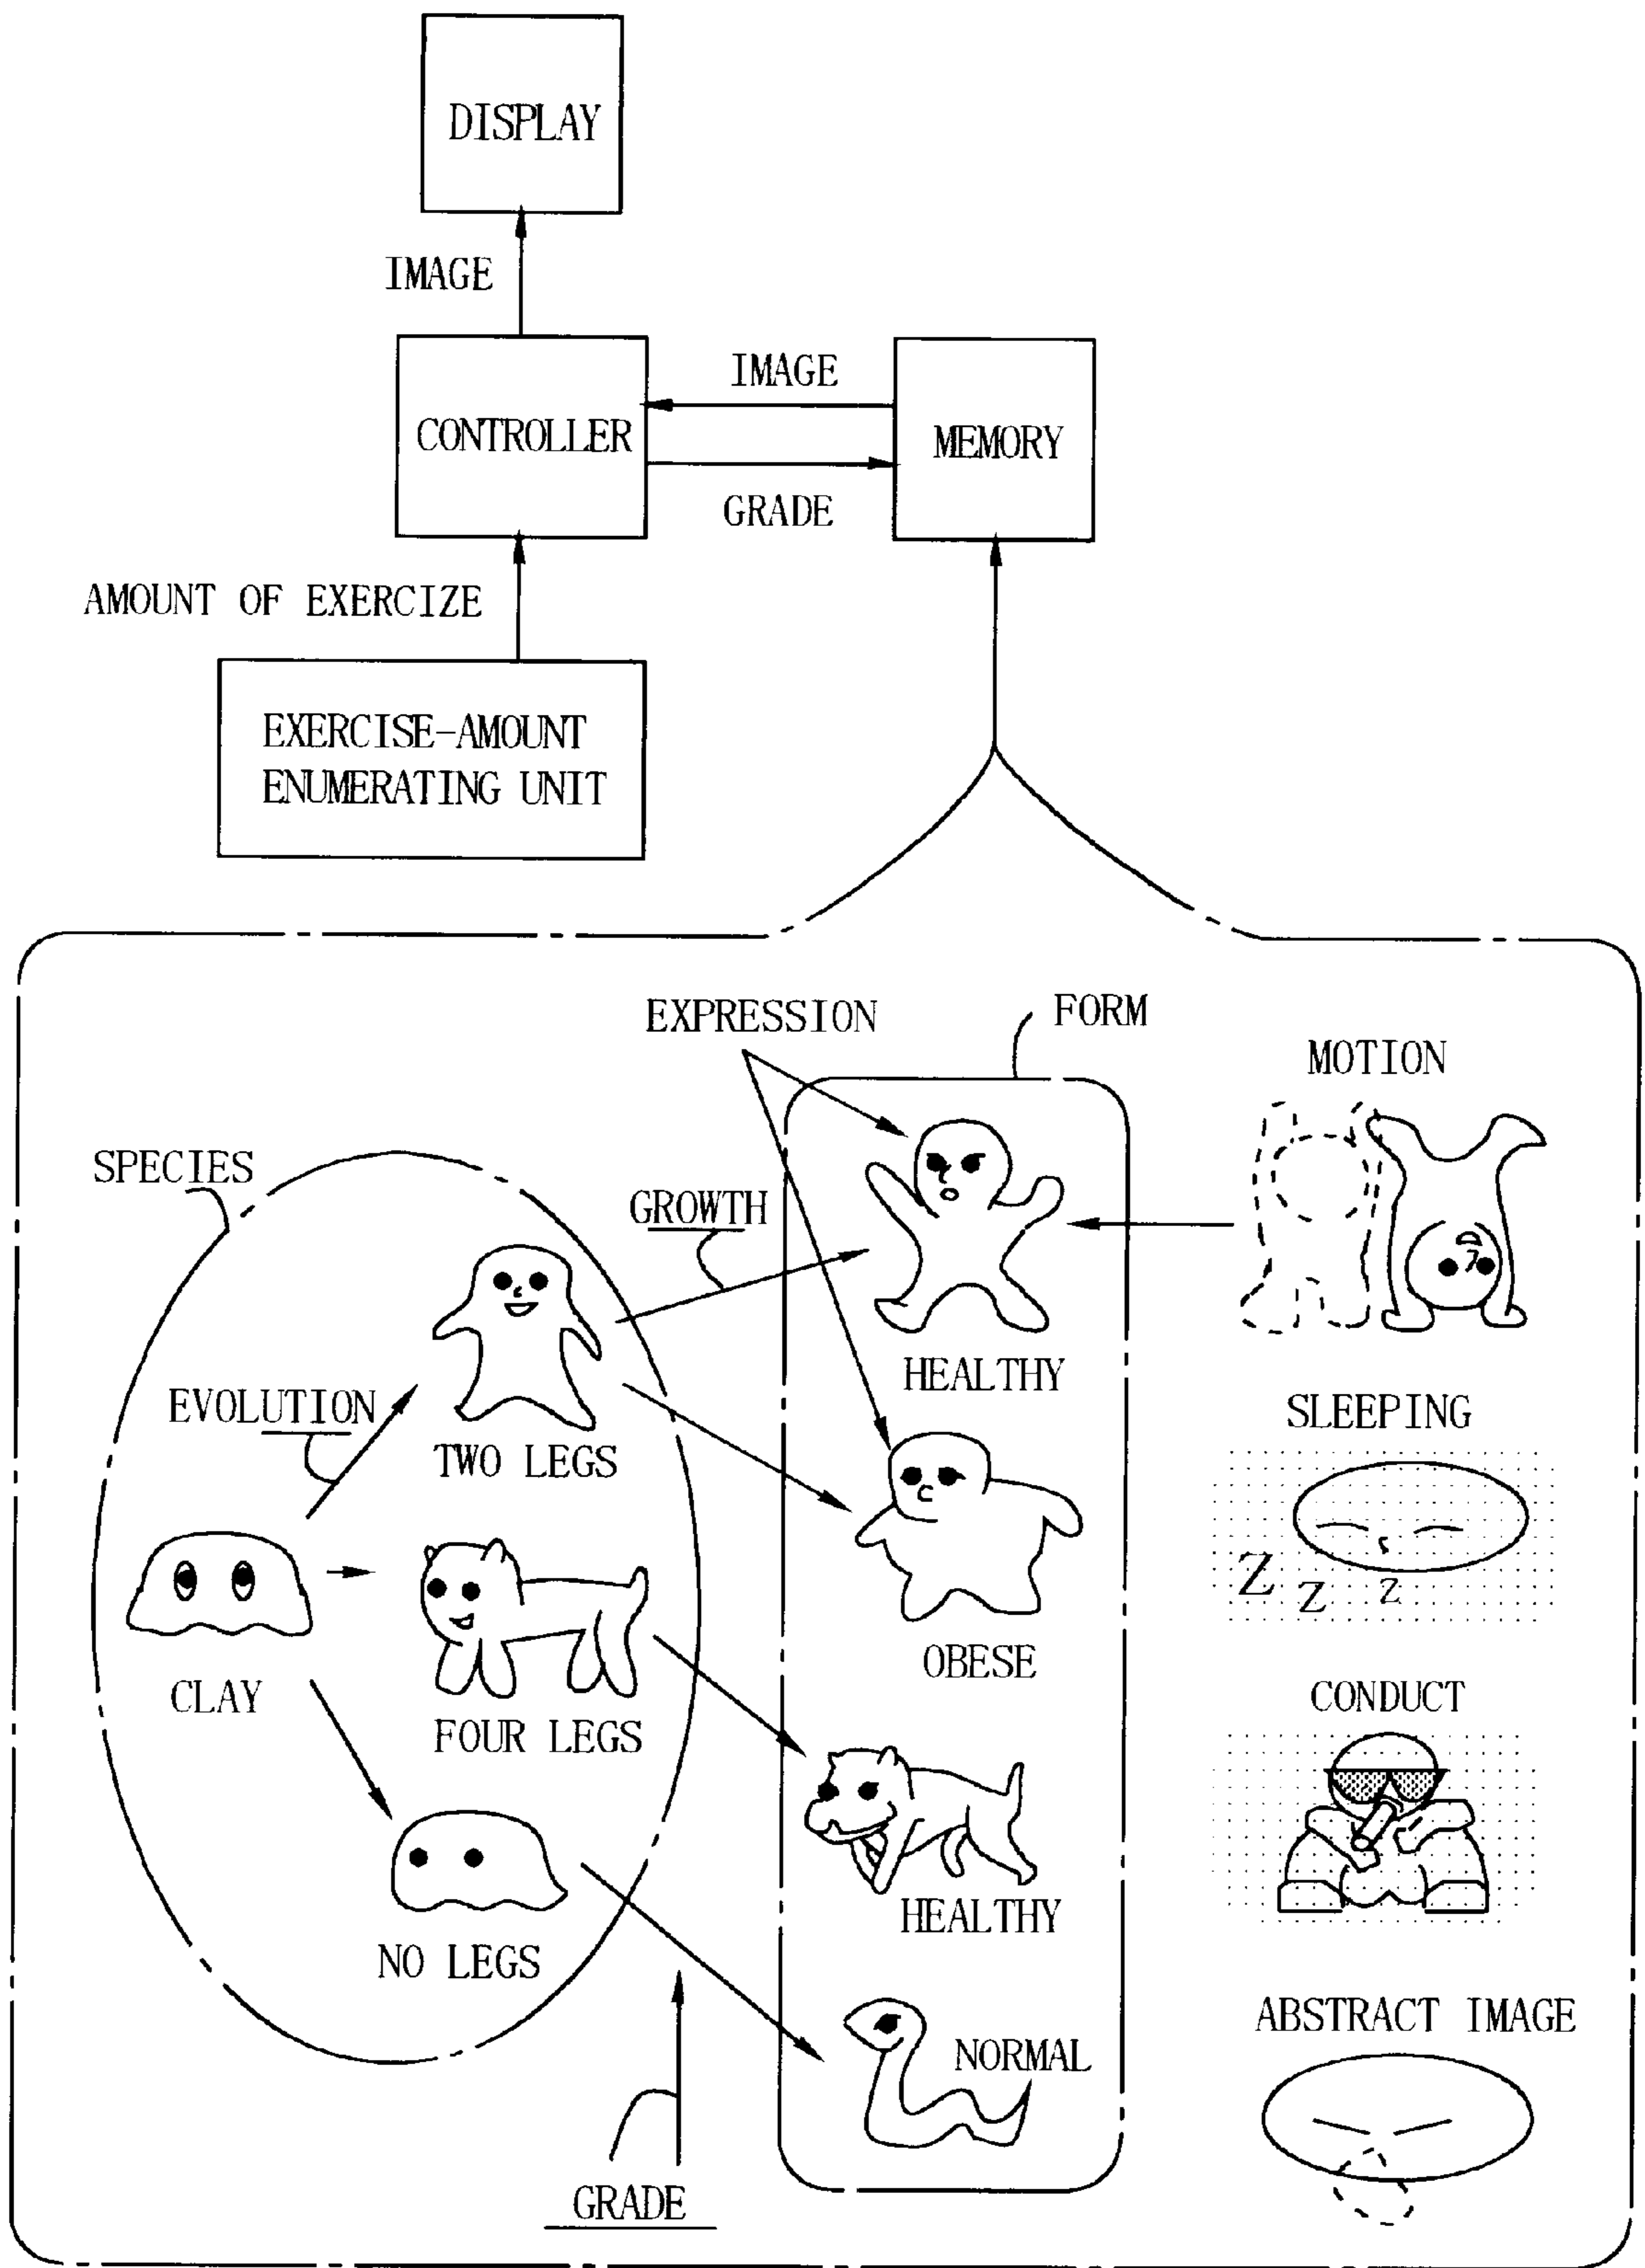 DISPLAY
IMAGE
CONTROLLER
IMAGE
MEMORY
GRADE
AMOUNT OF EXERCIZE
EXERCISE-AMOUNT
ENUMERATING UNIT
EXPRESSION
FORM
MOTION
SPECIES
GROWTH
HEALTHY
EVOLUTION
SLEEPING
TWO LEGS
Z Z Z
OBESE
CLAY
CONDUCT
FOUR LEGS
HEALTHY
NO LEGS
ABSTRACT IMAGE
NORMAL
GRADE